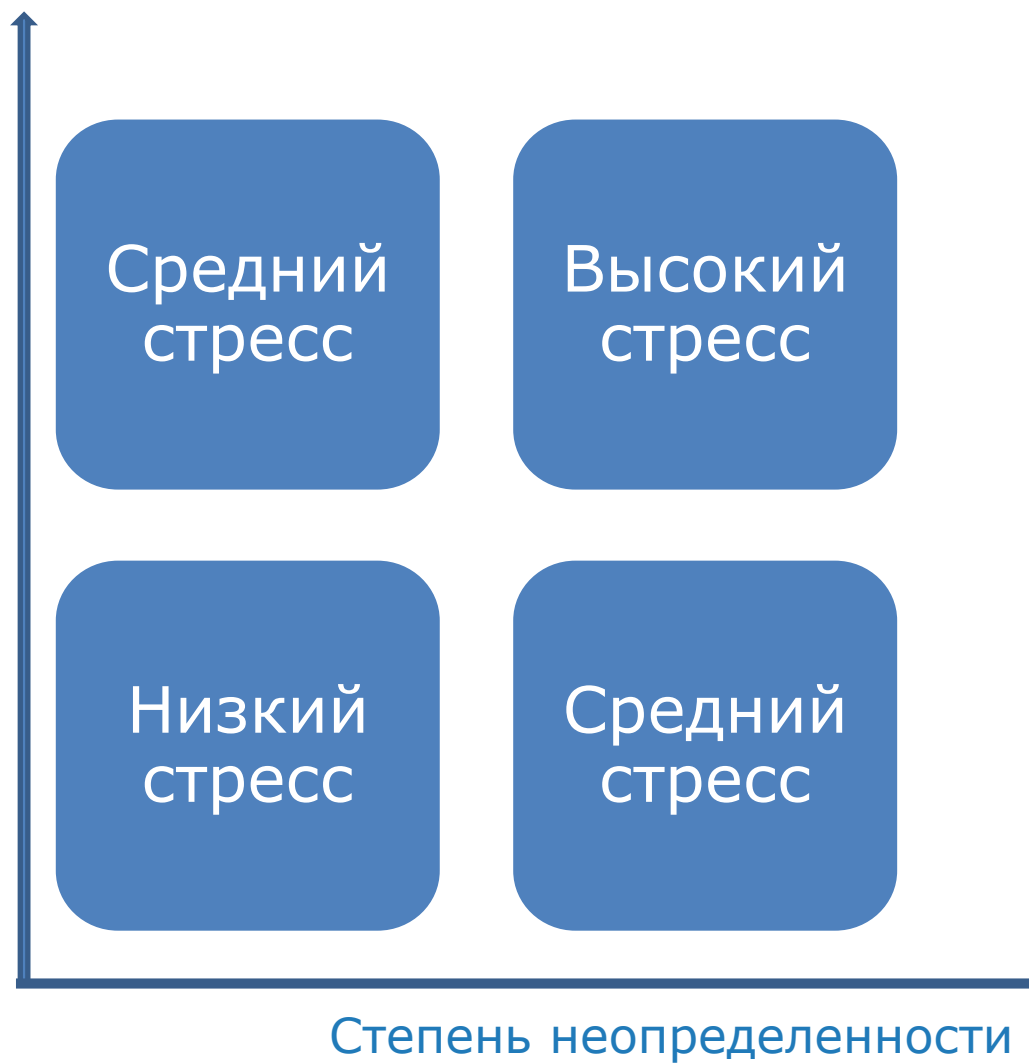 Средний
стресс
Высокий
стресс
Низкий
стресс
Средний
стресс
Степень неопределенности